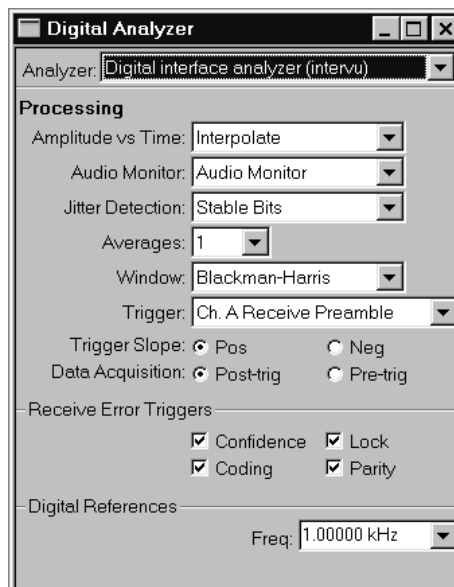 Digital Analyzer
Analyzer: Digital interface analyzer (intervu)
Processing
Amplitude vs Time: Interpolate
Audio Monitor: Audio Monitor
Jitter Detection: Stable Bits
Averages: 1
Window: Blackman-Harris
Trigger: Ch. A Receive Preamble
Trigger Slope: Pos Neg
Data Acquisition: Post-trig Pre-trig
Receive Error Triggers
Confidence Lock
Coding Parity
Digital References
Freq: 1.00000 kHz